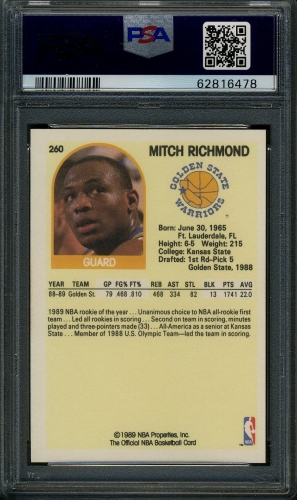 PSA
62816478
260
MITCH RICHMOND
GOLDEN STATE
WARRIORS
Born: June 30, 1965
Ft. Lauderdale, FL
Height: 6-5 Weight: 215
College: Kansas State
Drafted: 1st Rd-Pick 5
Golden State, 1988
GUARD
YEAR TEAM GP FG% FT% REB AST STL BLK PTS AVG
88-89 Golden St. 79 .468 .810 468 334 82 13 1741 22.0
1989 NBA rookie of the year . . . Unanimous choice to NBA all-rookie first
team . . . Led all rookies in scoring . . . Second on team in scoring, minutes
played and three-pointers made (33) . . . All-America as a senior at Kansas
State . . . Member of 1988 U.S. Olympic Team—led the team in scoring.
©1989 NBA Properties, Inc.
The Official NBA Basketball Card
NBA